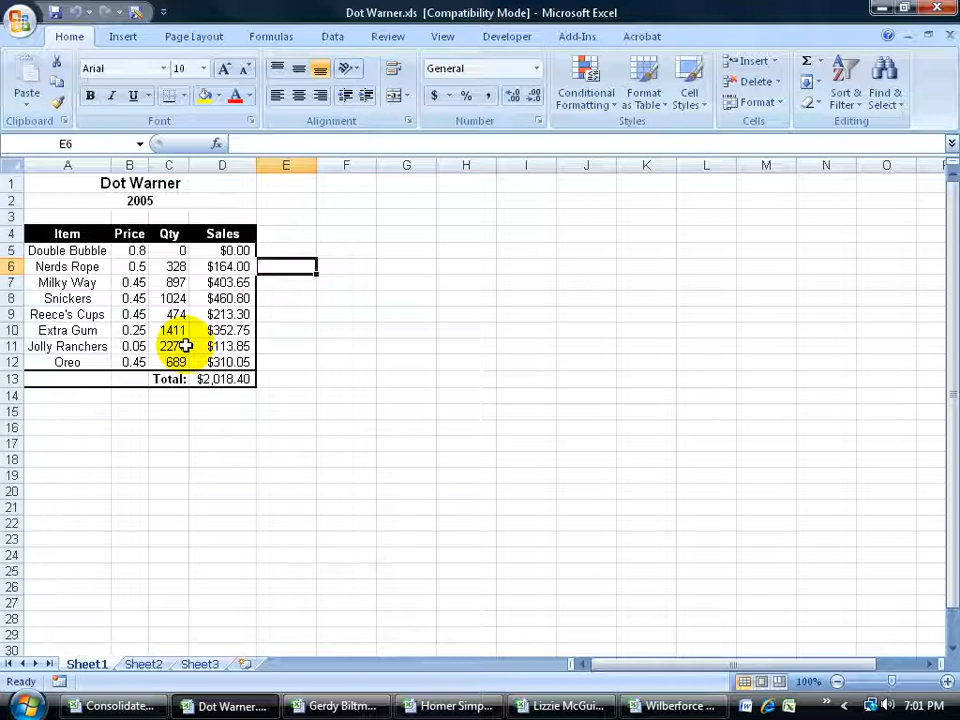 Dot Warner.xls [Compatibility Mode] - Microsoft Excel
Home Insert Page Layout Formulas Data Review View Developer Add-Ins Acrobat
Paste Arial 10 General Conditional Formatting Format as Table Cell Styles Insert Delete Format Sort & Filter Find & Select
Clipboard Font Alignment Number Styles Cells Editing
E6 fx
A B C D E F G H I J K L M N O
1 Dot Warner
2 2005
3
4 Item Price Qty Sales
5 Double Bubble 0.8 0 $0.00
6 Nerds Rope 0.5 328 $164.00
7 Milky Way 0.45 897 $403.65
8 Snickers 0.45 1024 $460.80
9 Reece's Cups 0.45 474 $213.30
10 Extra Gum 0.25 1411 $352.75
11 Jolly Ranchers 0.05 $113.85
12 Oreo 0.45 689 $310.05
13 Total: $2,018.40
14
15
16
17
18
19
20
21
22
23
24
25
26
27
28
29
30
Sheet1 Sheet2 Sheet3
Ready 100%
Consolidate... Dot Warner.... Gerdy Biltm... Homer Simp... Lizzie McGui... Wilberforce ... 7:01 PM